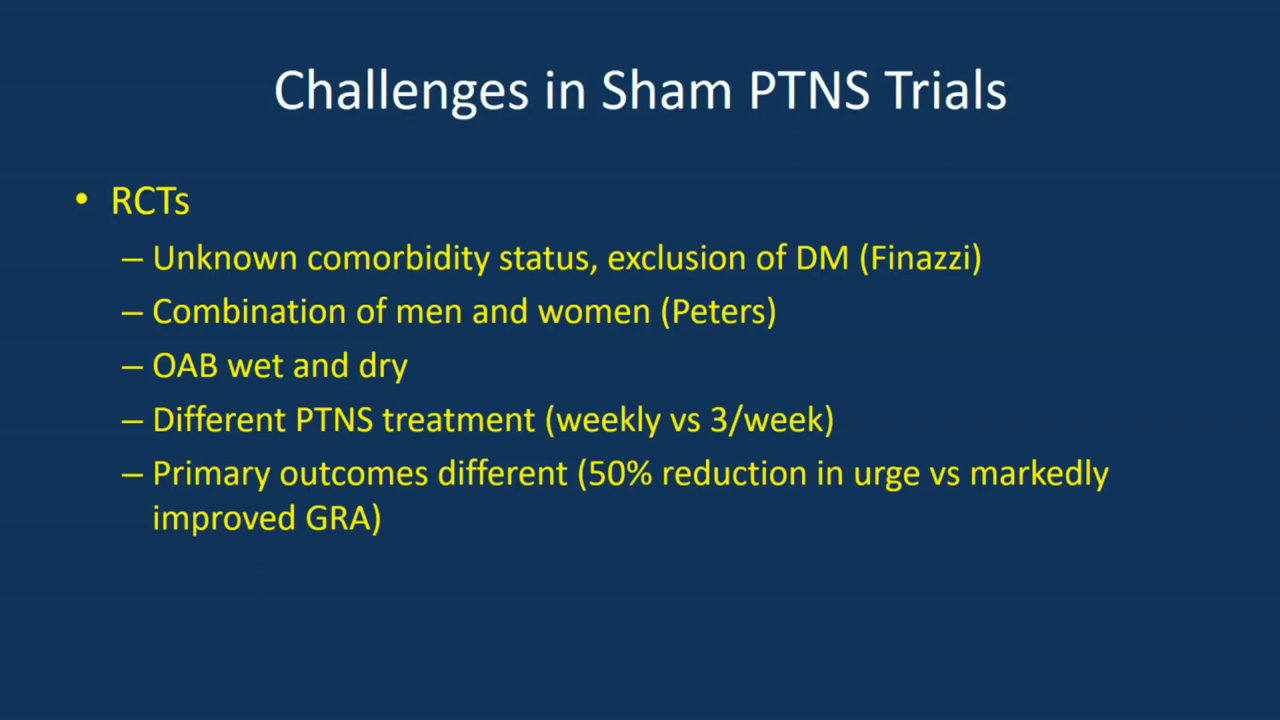 Challenges in Sham PTNS Trials
• RCTs
– Unknown comorbidity status, exclusion of DM (Finazzi)
– Combination of men and women (Peters)
– OAB wet and dry
– Different PTNS treatment (weekly vs 3/week)
– Primary outcomes different (50% reduction in urge vs markedly
improved GRA)